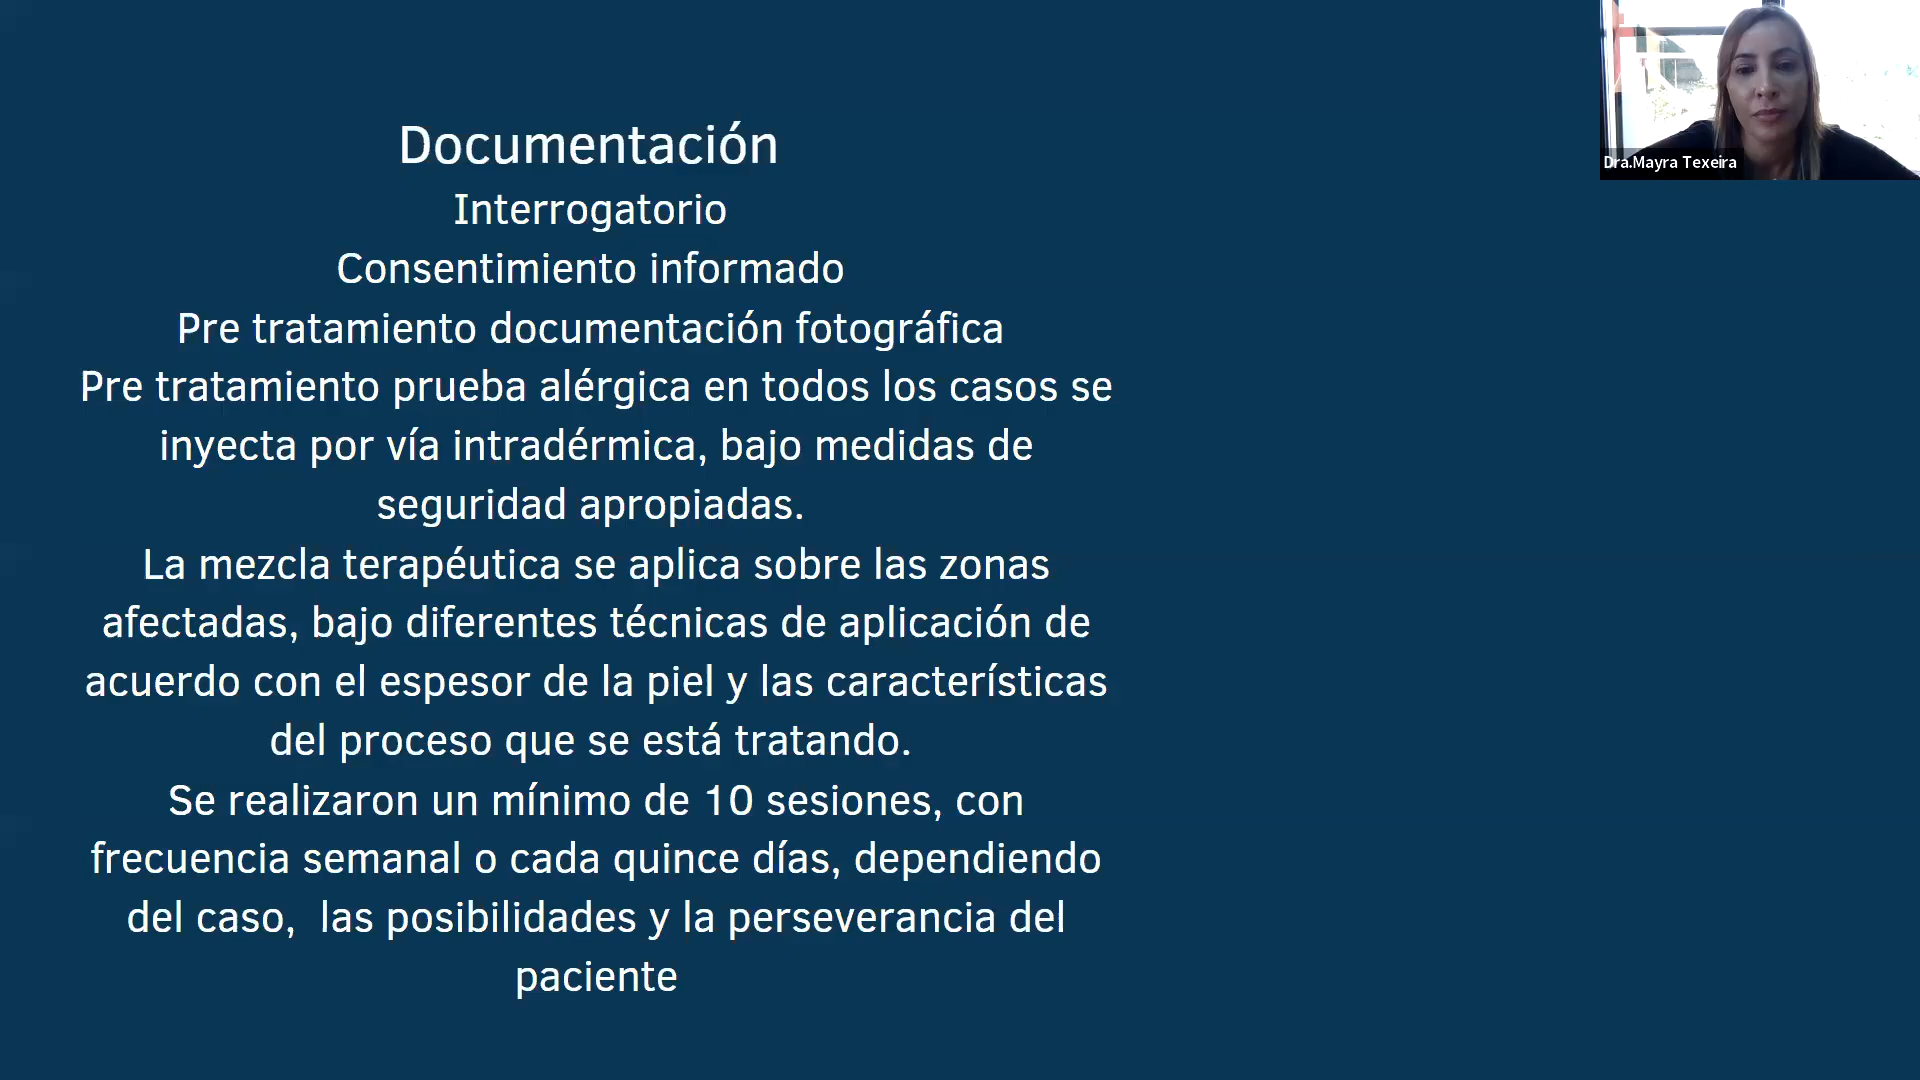 Documentación
Interrogatorio
Consentimiento informado
Pre tratamiento documentación fotográfica
Pre tratamiento prueba alérgica en todos los casos se
inyecta por vía intradérmica, bajo medidas de
seguridad apropiadas.
La mezcla terapéutica se aplica sobre las zonas
afectadas, bajo diferentes técnicas de aplicación de
acuerdo con el espesor de la piel y las características
del proceso que se está tratando.
Se realizaron un mínimo de 10 sesiones, con
frecuencia semanal o cada quince días, dependiendo
del caso,  las posibilidades y la perseverancia del
paciente
Dra.Mayra Texeira